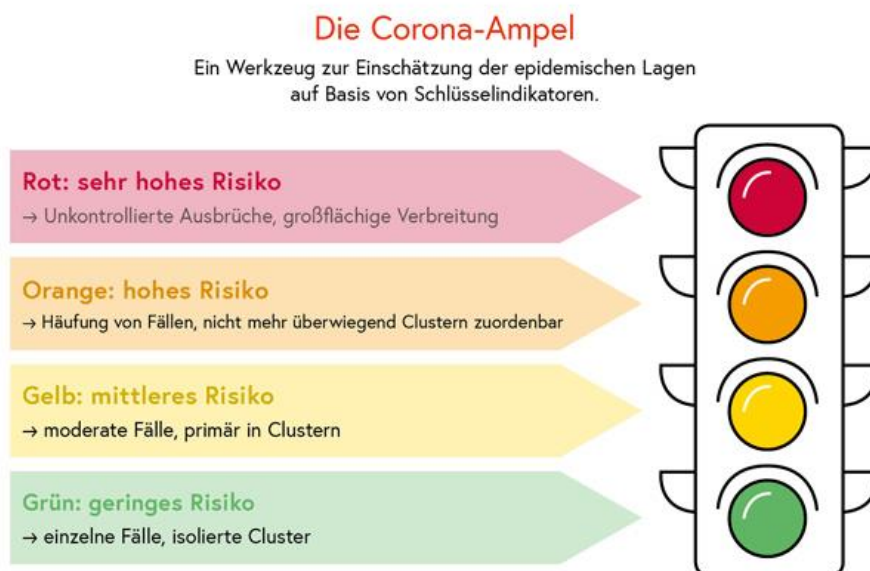 Die Corona-Ampel
Ein Werkzeug zur Einschätzung der epidemischen Lagen
auf Basis von Schlüsselindikatoren.
Rot: sehr hohes Risiko
→ Unkontrollierte Ausbrüche, großflächige Verbreitung
Orange: hohes Risiko
→ Häufung von Fällen, nicht mehr überwiegend Clustern zuordenbar
Gelb: mittleres Risiko
→ moderate Fälle, primär in Clustern
Grün: geringes Risiko
→ einzelne Fälle, isolierte Cluster